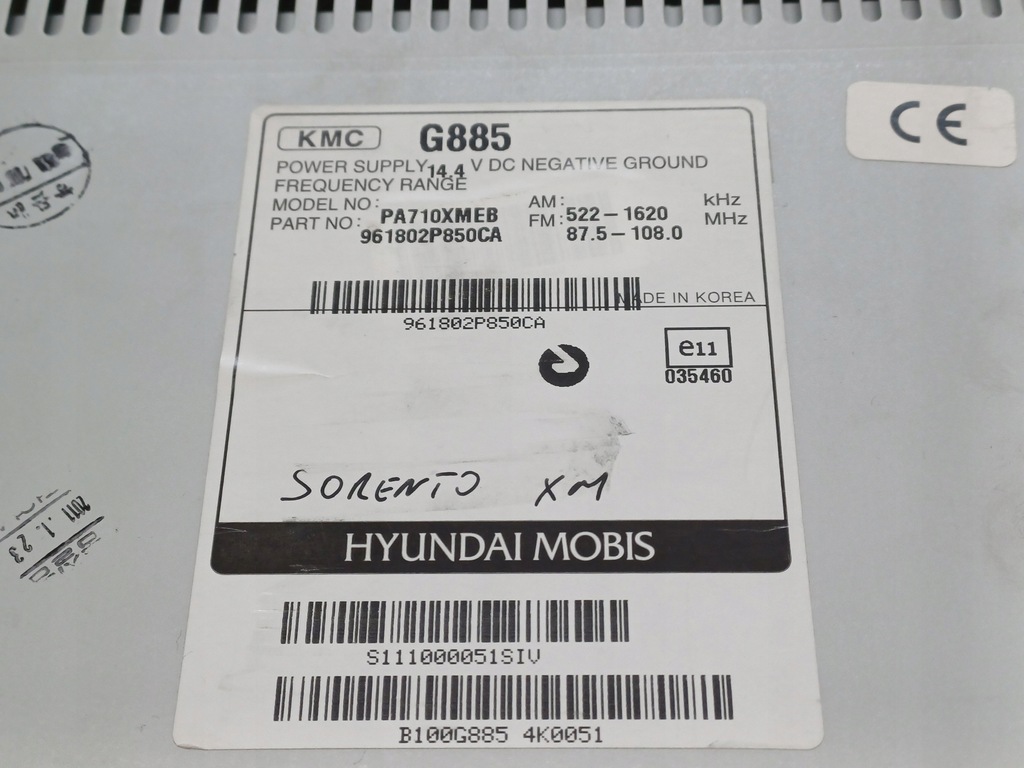 CE
KMC G885
POWER SUPPLY 14.4 V DC NEGATIVE GROUND
FREQUENCY RANGE
MODEL NO: PA710XMEB AM: 522-1620 kHz
PART NO: 961802P850CA FM: 87.5-108.0 MHz
MADE IN KOREA
961802P850CA
e11
035460
SORENTO XM
2011.1.23
HYUNDAI MOBIS
S111000051SIV
B100G885 4K0051